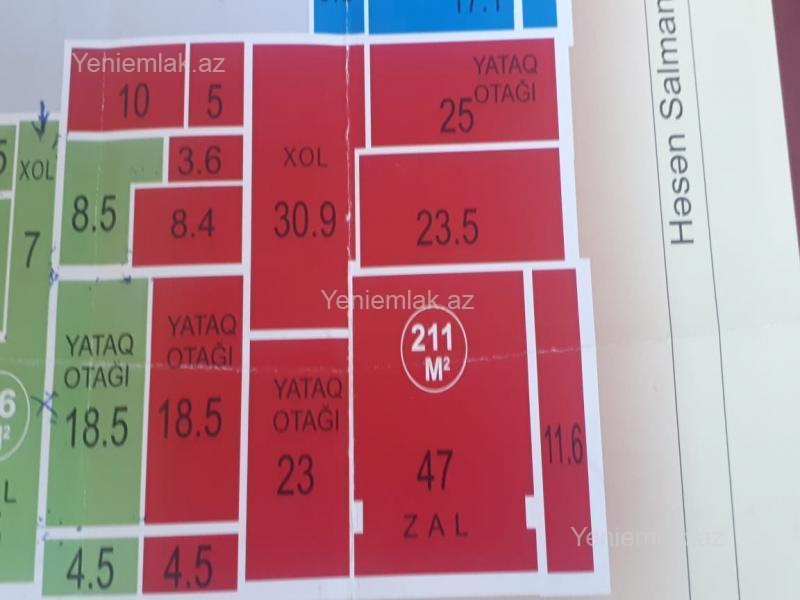 17.1
Yeniemlak.az
10
5
YATAQ
OTAĞI
25
XOL
7
3.6
8.5
8.4
XOL
30.9
23.5
Həsən Salman
Yeniemlak.az
YATAQ
OTAĞI
18.5
YATAQ
OTAĞI
18.5
YATAQ
OTAĞI
23
211
M²
47
ZAL
11.6
4.5
4.5
Yeniemlak.az